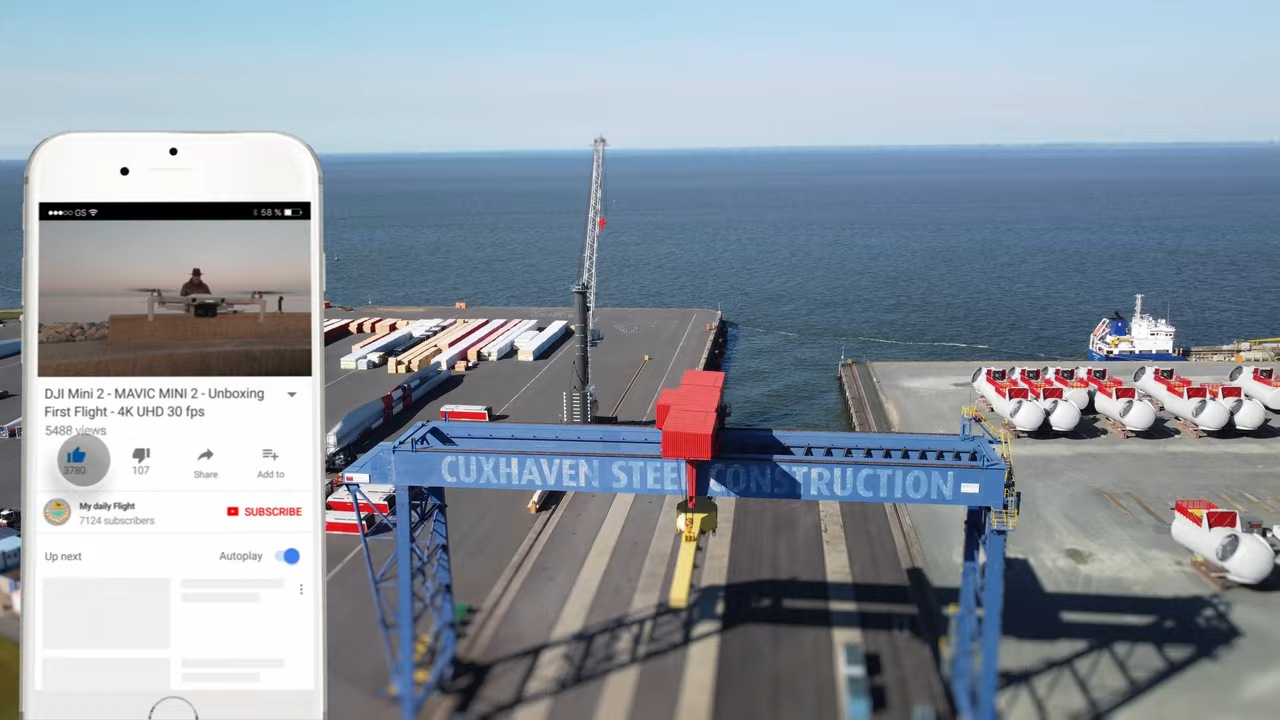 GS
58 %
DJI Mini 2 - MAVIC MINI 2 - Unboxing
First Flight - 4K UHD 30 fps
5488 views
3780
107
Share
Add to
My daily Flight
7124 subscribers
SUBSCRIBE
Up next
Autoplay
CUXHAVEN STEEL CONSTRUCTION